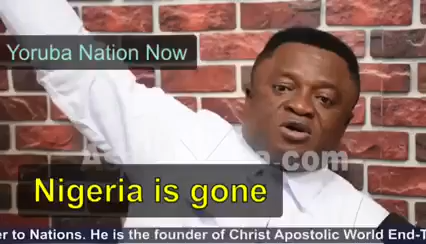 Yoruba Nation Now
Nigeria is gone
er to Nations. He is the founder of Christ Apostolic World End-T